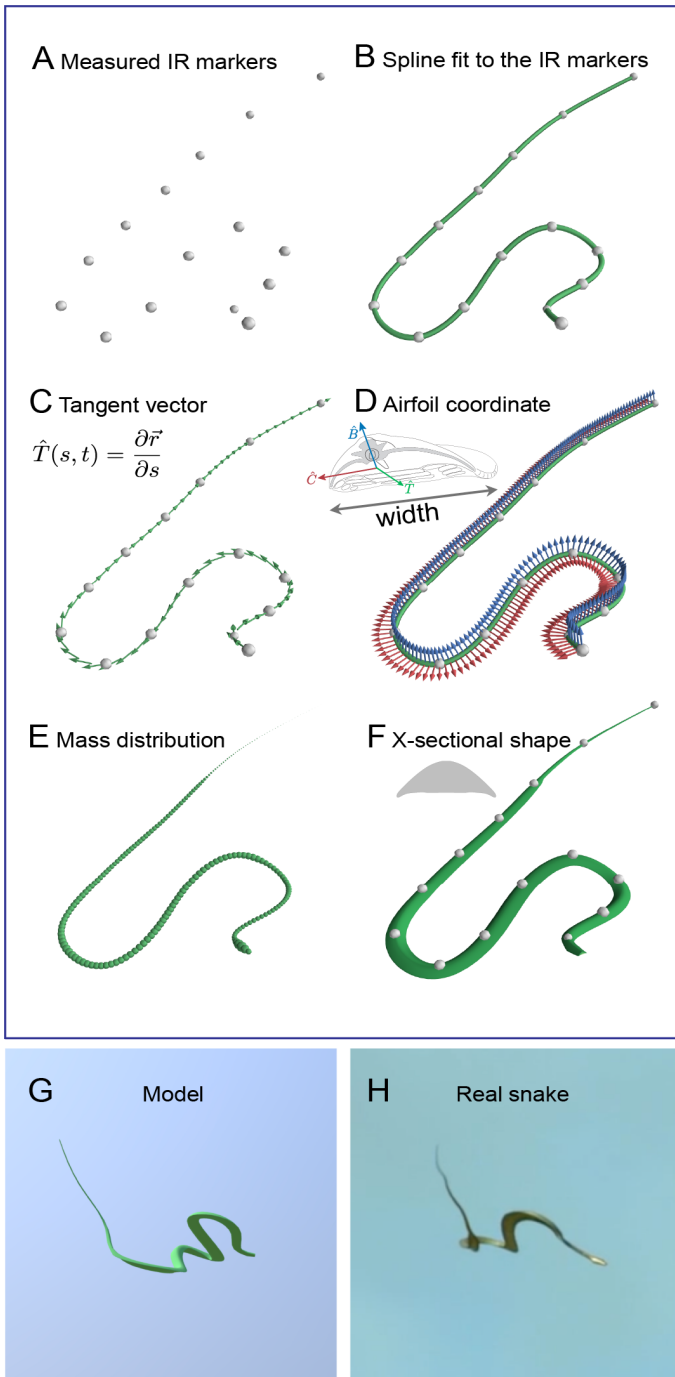 A Measured IR markers
B Spline fit to the IR markers
C Tangent vector
T̂(s, t) = ∂r⃗/∂s
D Airfoil coordinate
B̂
Ĉ
T̂
width
E Mass distribution
F X-sectional shape
G Model
H Real snake